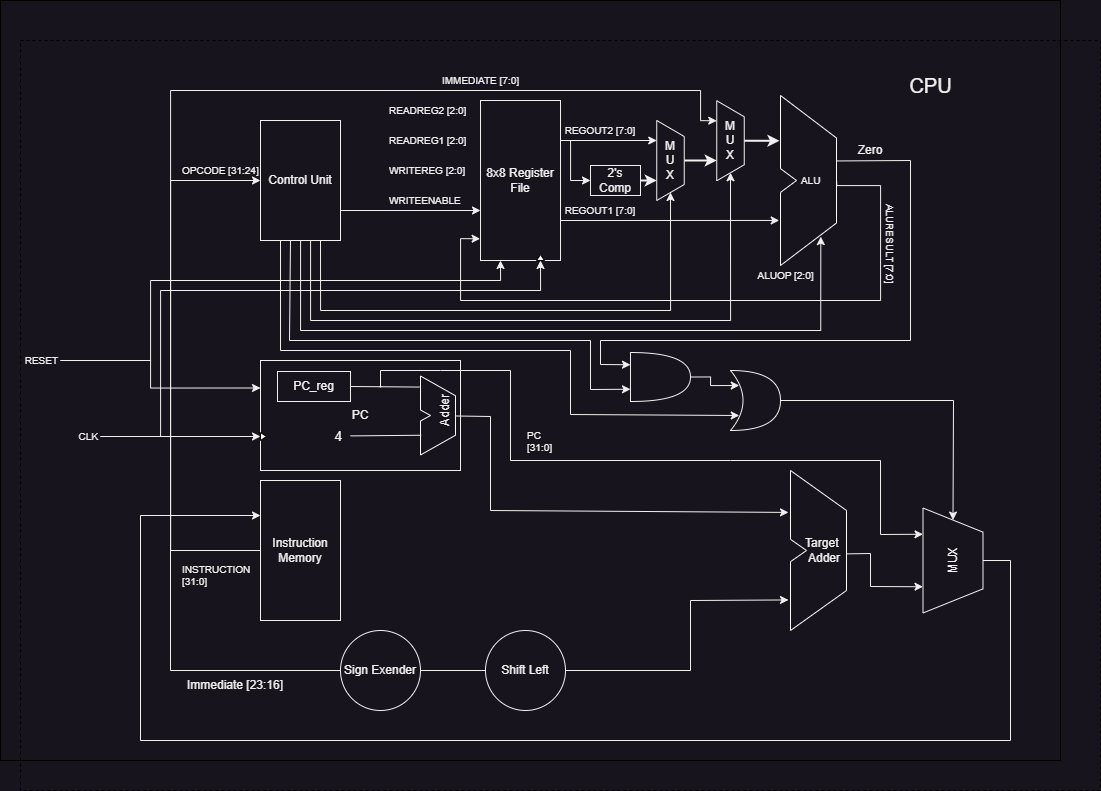 CPU
IMMEDIATE [7:0]
READREG2 [2:0]
READREG1 [2:0]
WRITEREG [2:0]
WRITEENABLE
OPCODE [31:24]
Control Unit
8x8 Register
File
REGOUT2 [7:0]
2's
Comp
REGOUT1 [7:0]
M
U
X
M
U
X
ALU
Zero
ALURESULT [7:0]
ALUOP [2:0]
RESET
CLK
PC_reg
PC
4
Adder
PC
[31:0]
Instruction
Memory
INSTRUCTION
[31:0]
Target
Adder
MUX
Sign Exender
Shift Left
Immediate [23:16]